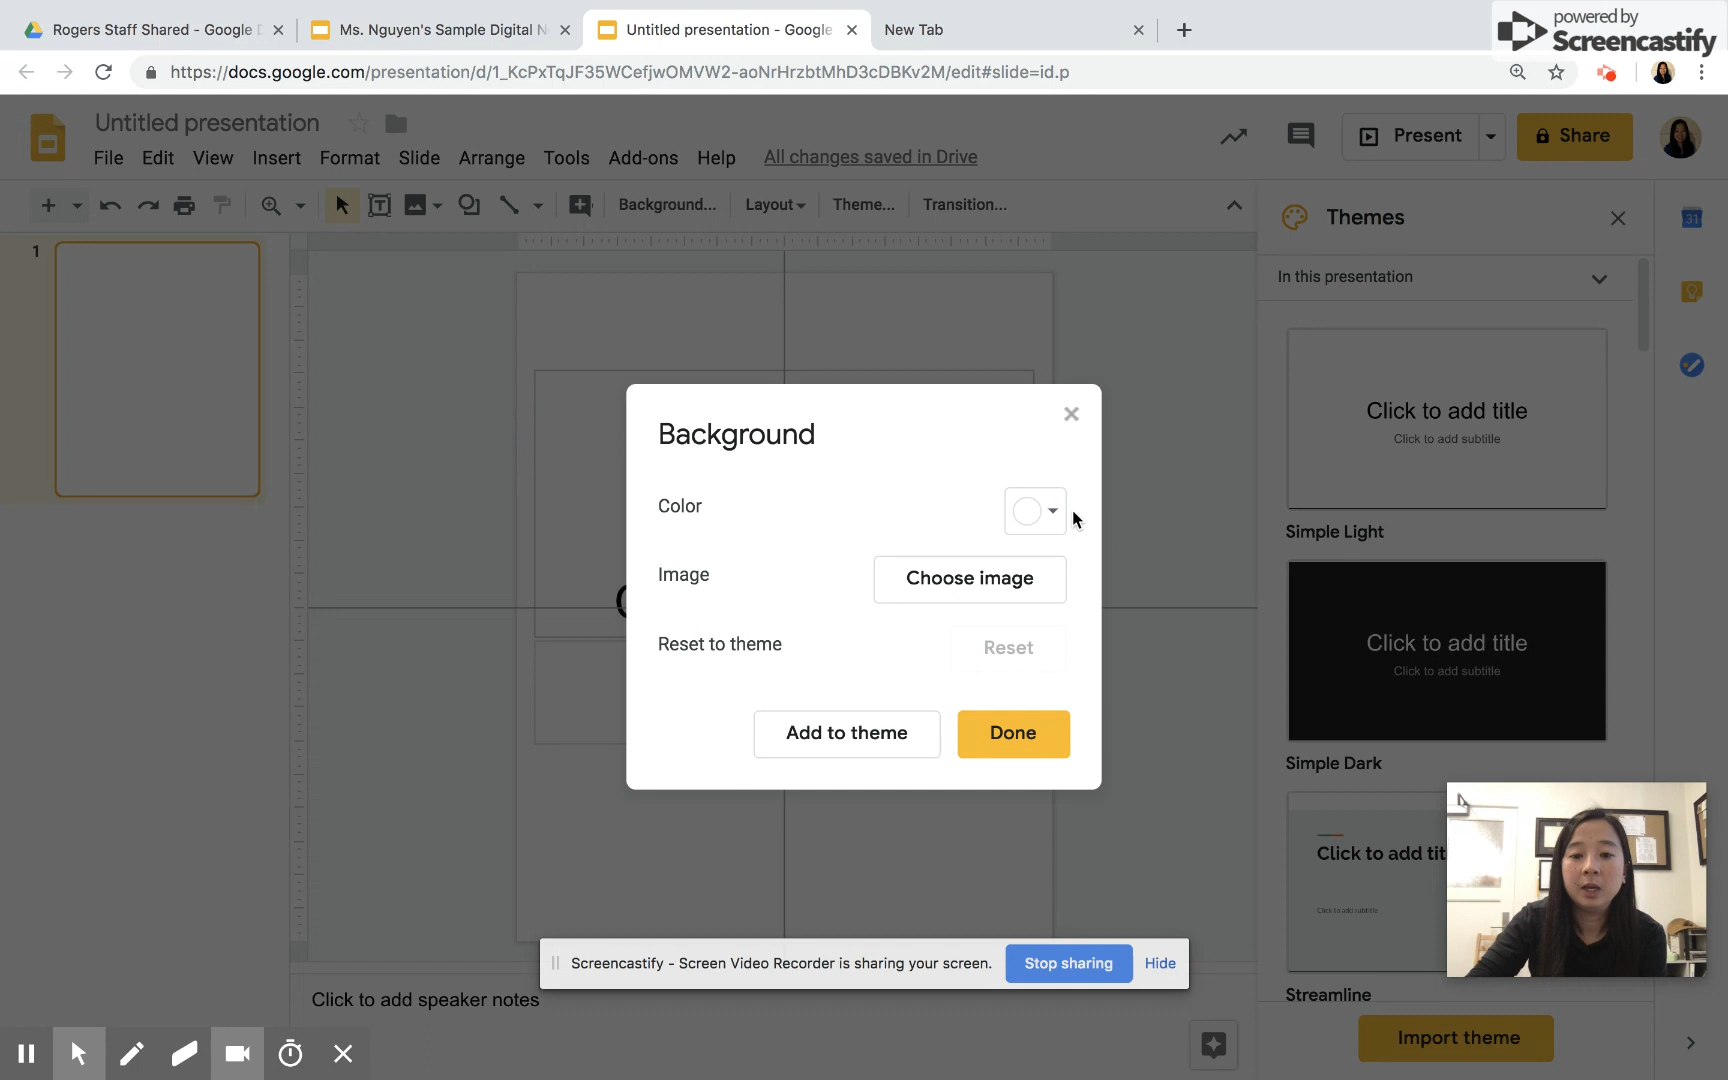 Rogers Staff Shared - Google
Ms. Nguyen's Sample Digital N
Untitled presentation - Google
New Tab
powered by
Screencastify
https://docs.google.com/presentation/d/1_KcPxTqJF35WCefjwOMVW2-aoNrHrzbtMhD3cDBKv2M/edit#slide=id.p
Untitled presentation
File Edit View Insert Format Slide Arrange Tools Add-ons Help All changes saved in Drive
Present
Share
Background... Layout Theme... Transition...
Themes
31
In this presentation
1
Click to add title
Click to add subtitle
Simple Light
Click to add title
Click to add subtitle
Simple Dark
Click to add tit
Click to add subtitle
Streamline
Import theme
Background
Color
Image
Choose image
Reset to theme
Reset
Add to theme
Done
Screencastify - Screen Video Recorder is sharing your screen.
Stop sharing
Hide
Click to add speaker notes